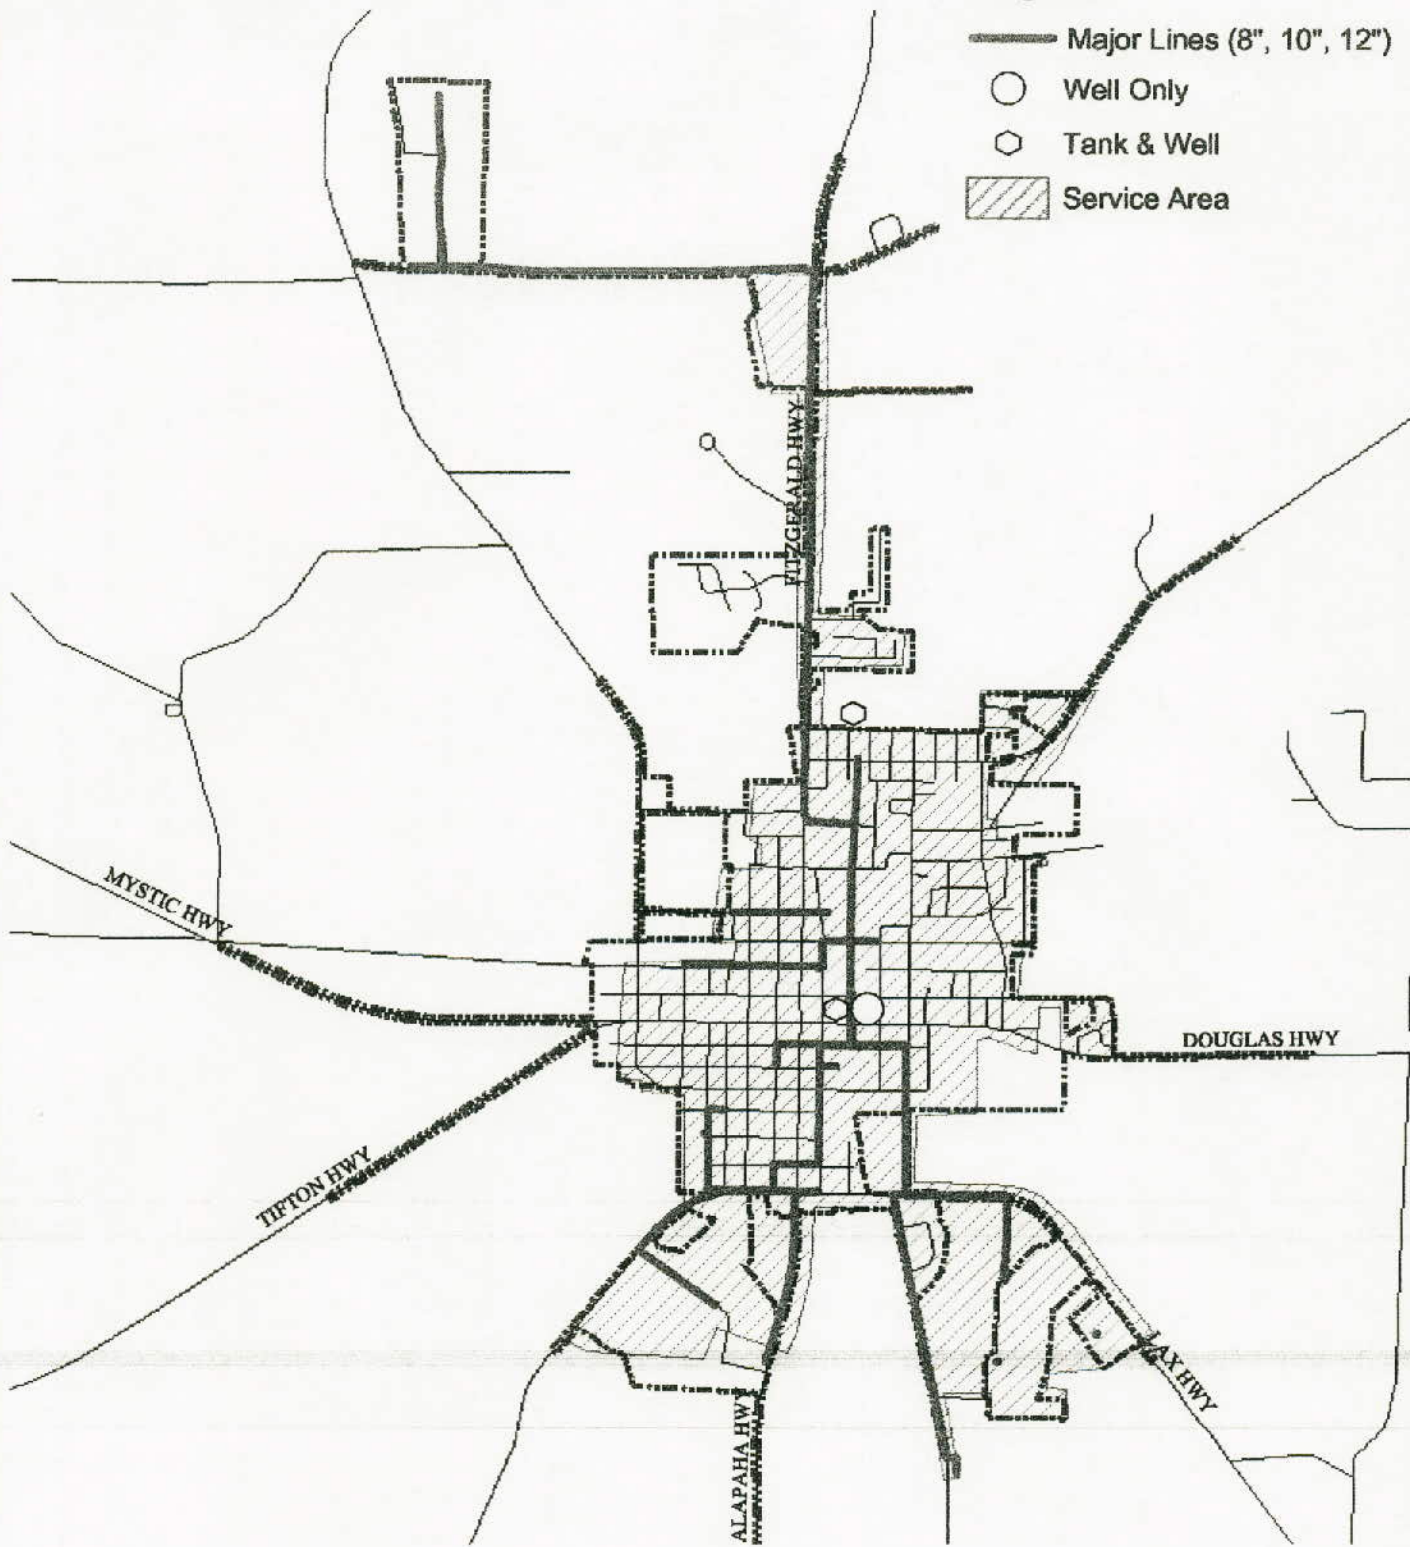 Major Lines (8", 10", 12")
Well Only
Tank & Well
Service Area
FITZGERALD HWY
MYSTIC HWY
DOUGLAS HWY
TIFTON HWY
LAX HWY
ALAPAHA HWY